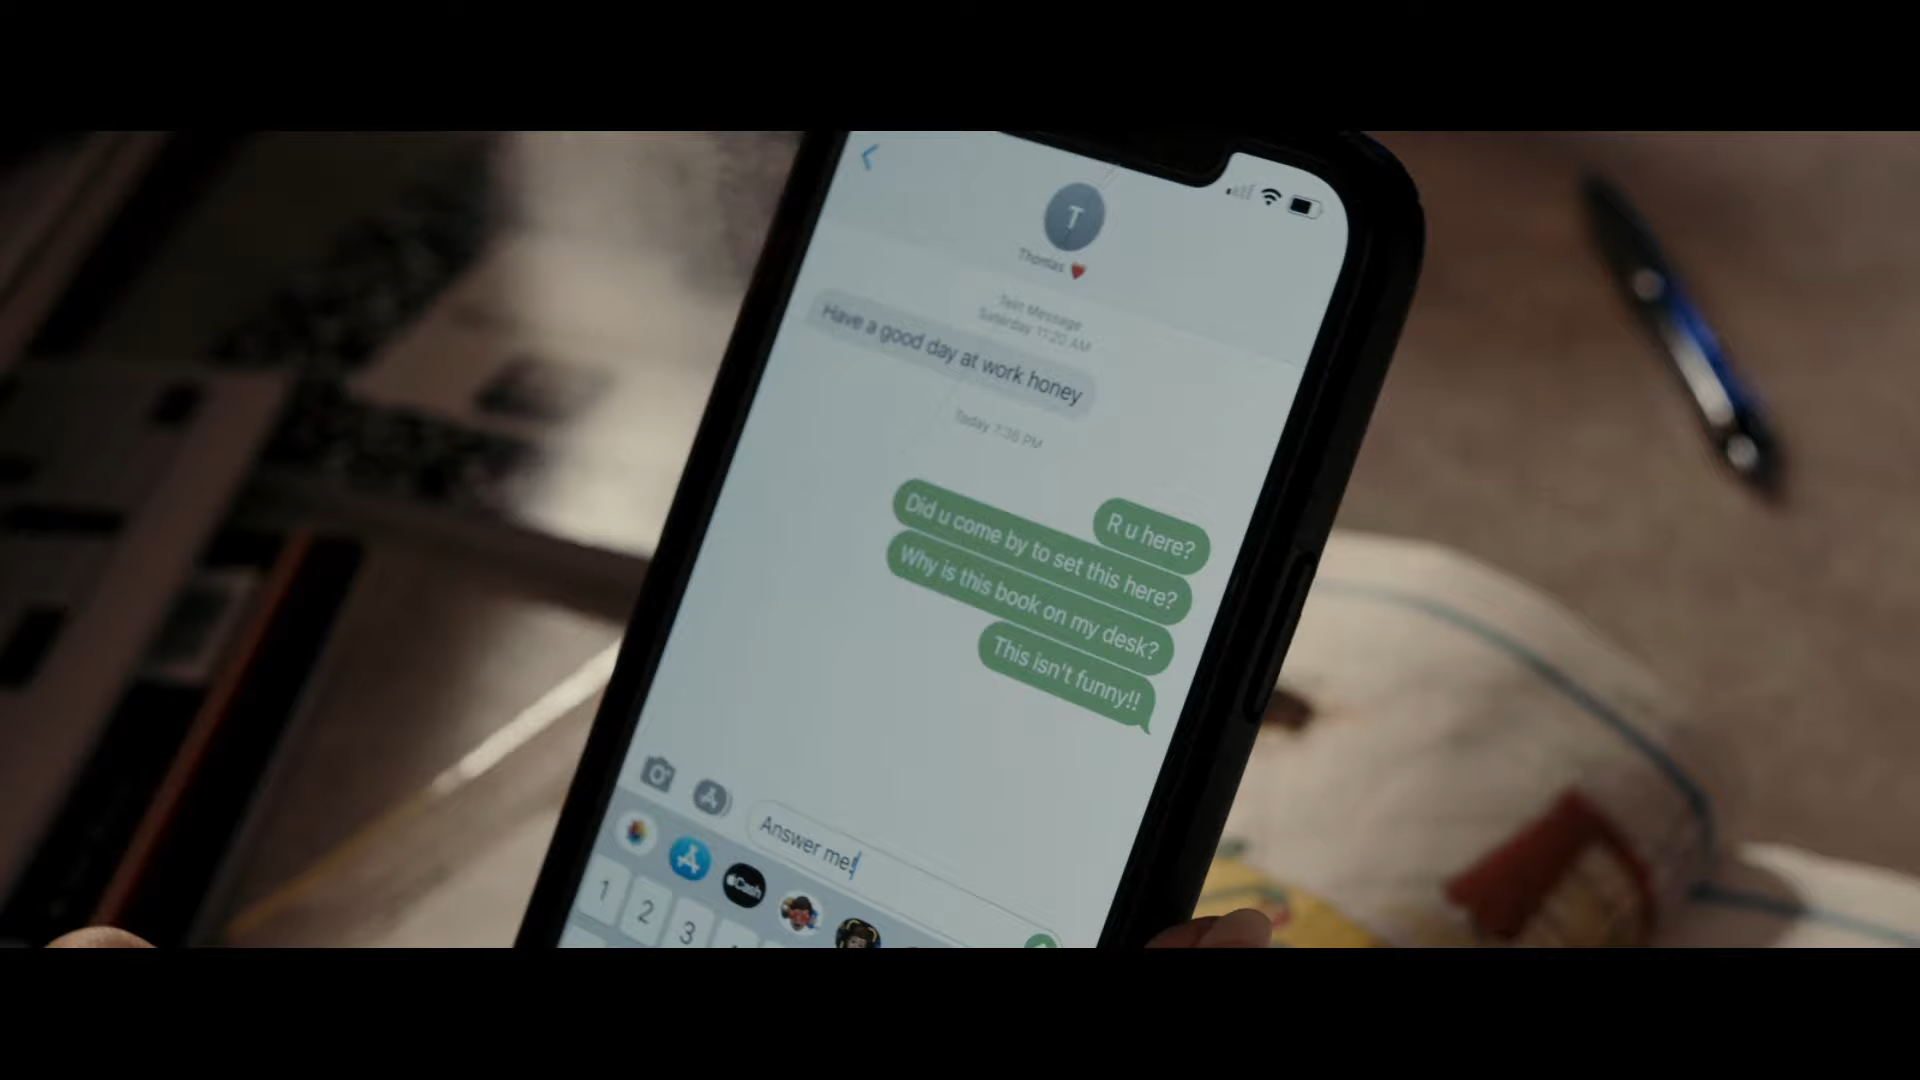 T
Thomas
Text Message
Saturday 11:20 AM
Have a good day at work honey
Today 7:36 PM
R u here?
Did u come by to set this here?
Why is this book on my desk?
This isn't funny!!
Answer me!
Cash
1 2 3